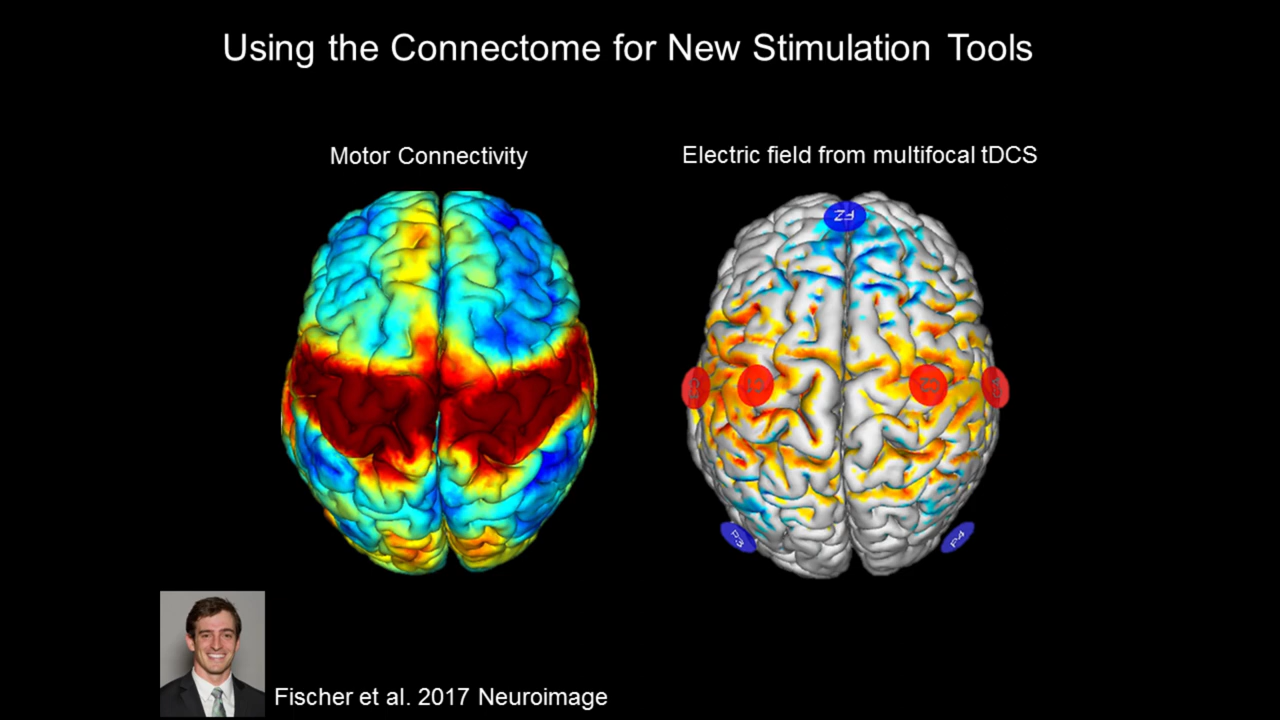 Using the Connectome for New Stimulation Tools
Motor Connectivity
Electric field from multifocal tDCS
FZ
P3
P4
Fischer et al. 2017 Neuroimage